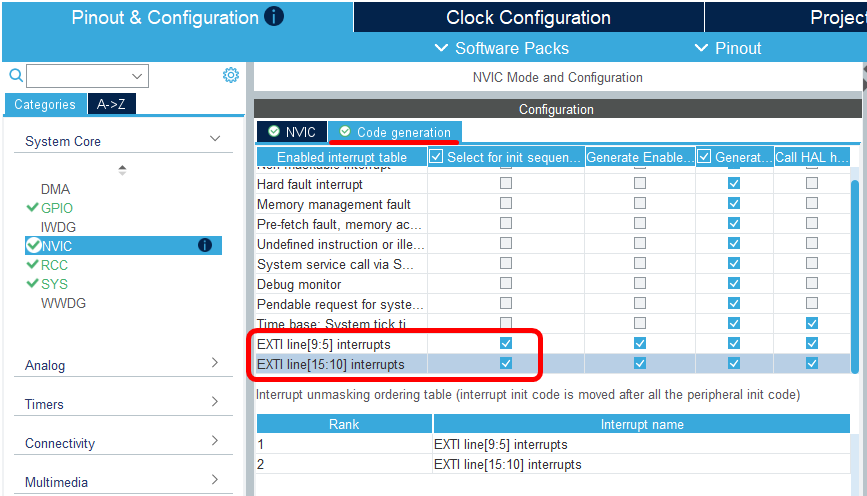 Pinout & Configuration
Clock Configuration
Project
Software Packs
Pinout
NVIC Mode and Configuration
Categories
A->Z
Configuration
System Core
NVIC
Code generation
Enabled interrupt table
Select for init sequen...
Generate Enable...
Generat...
Call HAL h...
Non maskable interrupt
Hard fault interrupt
Memory management fault
Pre-fetch fault, memory ac...
Undefined instruction or ille...
System service call via S...
Debug monitor
Pendable request for syste...
Time base: System tick ti
EXTI line[9:5] interrupts
EXTI line[15:10] interrupts
DMA
GPIO
IWDG
NVIC
RCC
SYS
WWDG
Analog
Timers
Connectivity
Multimedia
Interrupt unmasking ordering table (interrupt init code is moved after all the peripheral init code)
Rank
Interrupt name
1
EXTI line[9:5] interrupts
2
EXTI line[15:10] interrupts